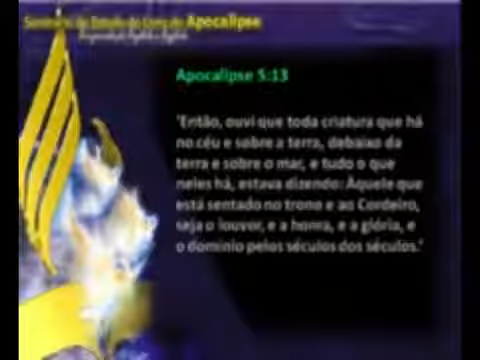 Seminário de Estudo do Livro de Apocalipse
Apocalipse 5:13
'Então, ouvi que toda criatura que há
no céu e sobre a terra, debaixo da
terra e sobre o mar, e tudo o que
neles há, estava dizendo: Àquele que
está sentado no trono e ao Cordeiro,
seja o louvor, e a honra, e a glória, e
o domínio pelos séculos dos séculos.'